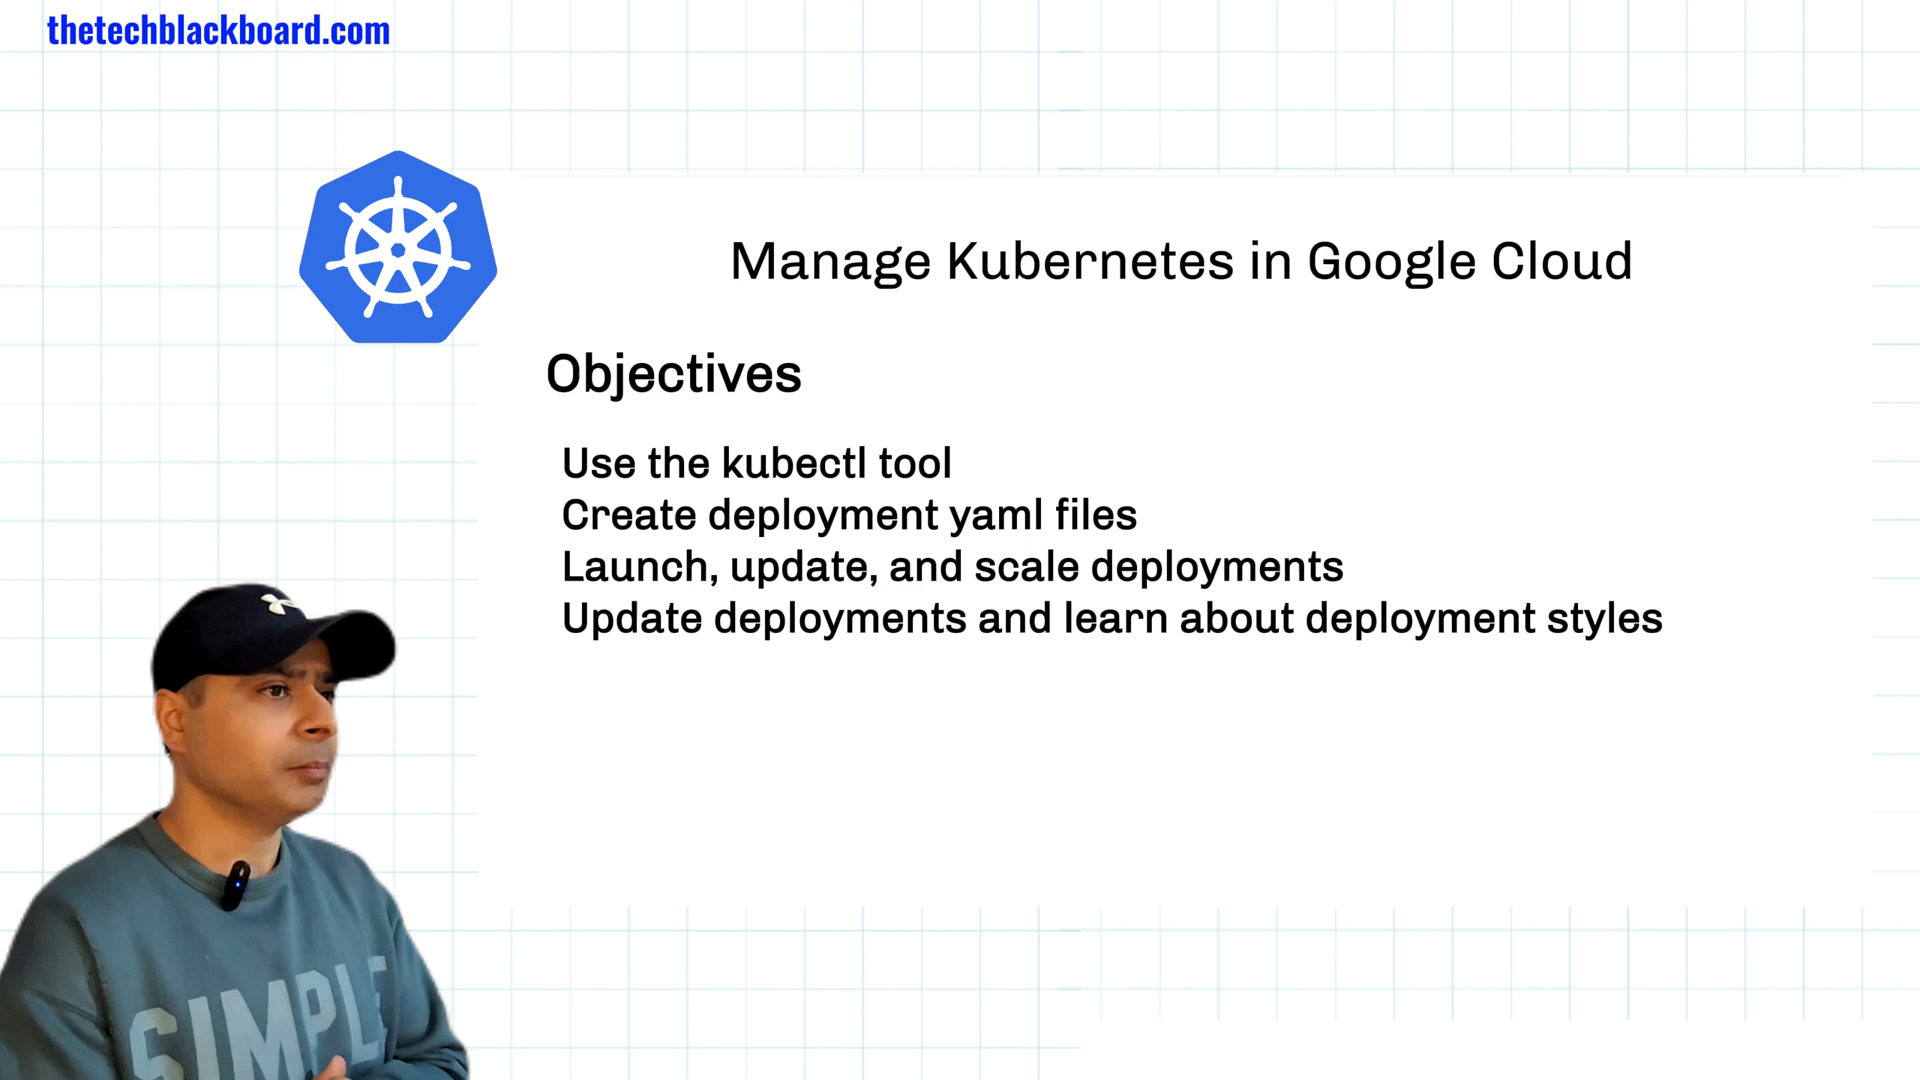 thetechblackboard.com
Manage Kubernetes in Google Cloud
Objectives
Use the kubectl tool
Create deployment yaml files
Launch, update, and scale deployments
Update deployments and learn about deployment styles
SIMPLE